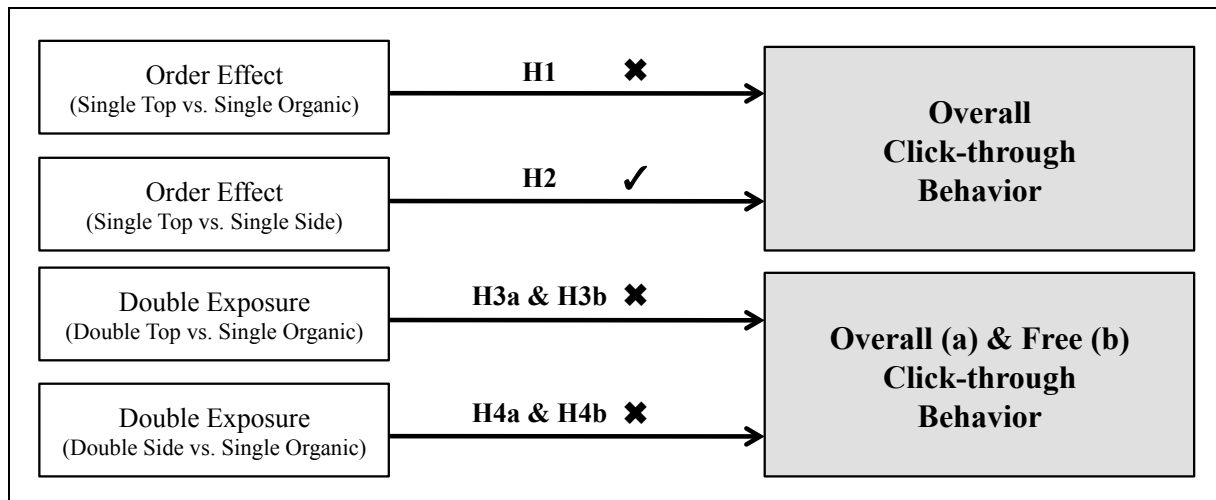 Order Effect
(Single Top vs. Single Organic)
H1 ✖
Order Effect
(Single Top vs. Single Side)
H2 ✓
Overall
Click-through
Behavior
Double Exposure
(Double Top vs. Single Organic)
H3a & H3b ✖
Double Exposure
(Double Side vs. Single Organic)
H4a & H4b ✖
Overall (a) & Free (b)
Click-through
Behavior